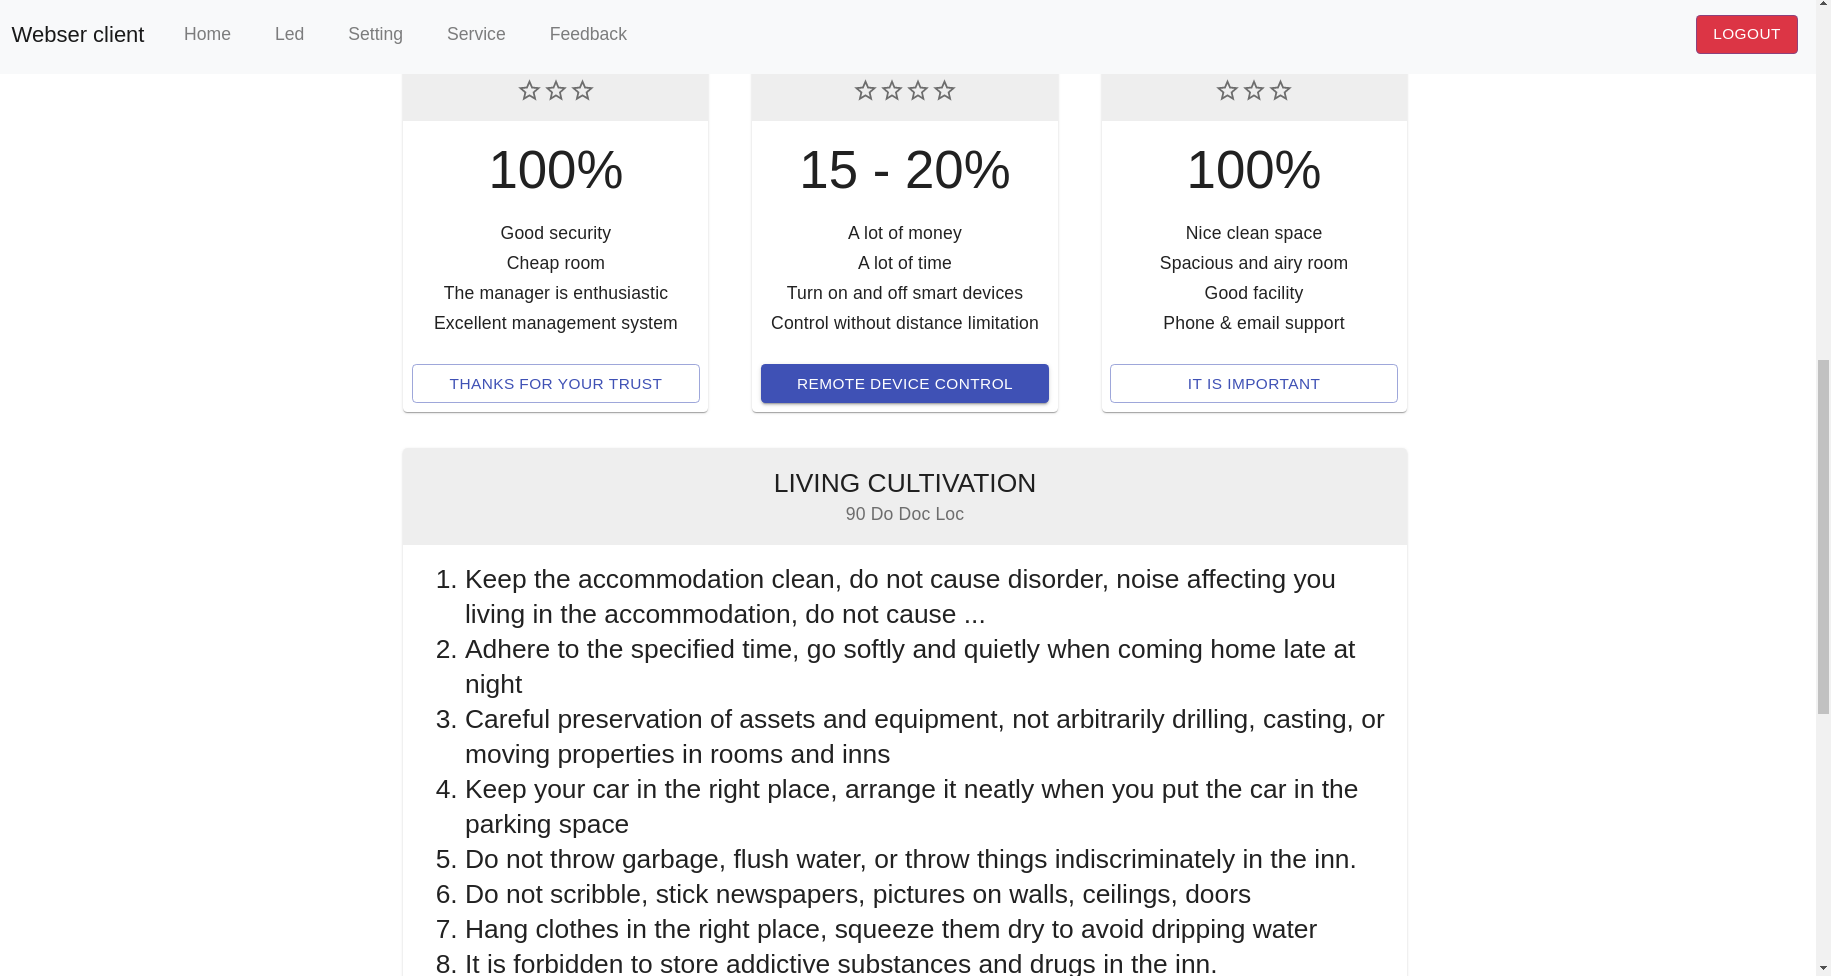 Webser client Home Led Setting Service Feedback LOGOUT
100% 15 - 20% 100%
Good security
Cheap room
The manager is enthusiastic
Excellent management system
THANKS FOR YOUR TRUST
A lot of money
A lot of time
Turn on and off smart devices
Control without distance limitation
REMOTE DEVICE CONTROL
Nice clean space
Spacious and airy room
Good facility
Phone & email support
IT IS IMPORTANT
LIVING CULTIVATION
90 Do Doc Loc
1. Keep the accommodation clean, do not cause disorder, noise affecting you
living in the accommodation, do not cause ...
2. Adhere to the specified time, go softly and quietly when coming home late at
night
3. Careful preservation of assets and equipment, not arbitrarily drilling, casting, or
moving properties in rooms and inns
4. Keep your car in the right place, arrange it neatly when you put the car in the
parking space
5. Do not throw garbage, flush water, or throw things indiscriminately in the inn.
6. Do not scribble, stick newspapers, pictures on walls, ceilings, doors
7. Hang clothes in the right place, squeeze them dry to avoid dripping water
8. It is forbidden to store addictive substances and drugs in the inn.